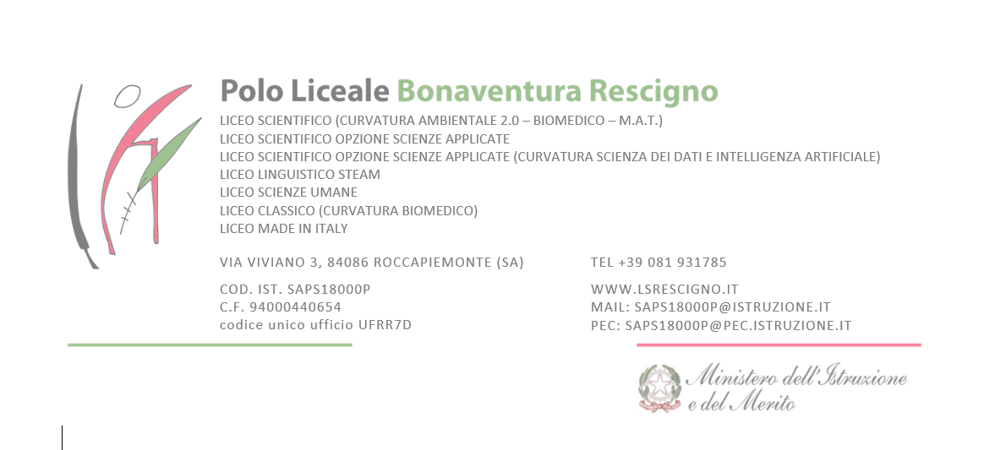 Polo Liceale Bonaventura Rescigno
LICEO SCIENTIFICO (CURVATURA AMBIENTALE 2.0 – BIOMEDICO – M.A.T.)
LICEO SCIENTIFICO OPZIONE SCIENZE APPLICATE
LICEO SCIENTIFICO OPZIONE SCIENZE APPLICATE (CURVATURA SCIENZA DEI DATI E INTELLIGENZA ARTIFICIALE)
LICEO LINGUISTICO STEAM
LICEO SCIENZE UMANE
LICEO CLASSICO (CURVATURA BIOMEDICO)
LICEO MADE IN ITALY
VIA VIVIANO 3, 84086 ROCCAPIEMONTE (SA)
COD. IST. SAPS18000P
C.F. 94000440654
codice unico ufficio UFRR7D
TEL +39 081 931785
WWW.LSRESCIGNO.IT
MAIL: SAPS18000P@ISTRUZIONE.IT
PEC: SAPS18000P@PEC.ISTRUZIONE.IT
Ministero dell'Istruzione
e del Merito